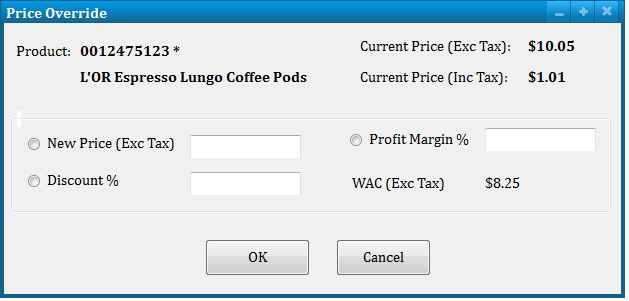 Price Override
Product: 0012475123 *
L'OR Espresso Lungo Coffee Pods
Current Price (Exc Tax): $10.05
Current Price (Inc Tax): $1.01
New Price (Exc Tax)
Profit Margin %
Discount %
WAC (Exc Tax) $8.25
OK
Cancel